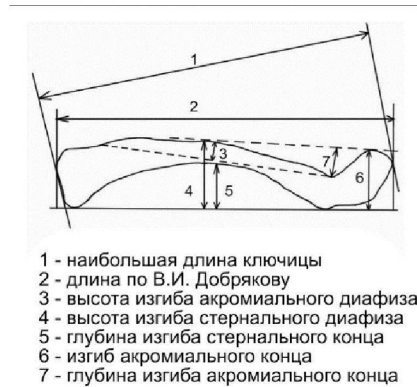 1
2
3
7
4
5
6
1 - наибольшая длина ключицы
2 - длина по В.И. Добрякову
3 - высота изгиба акромиального диафиза
4 - высота изгиба стернального диафиза
5 - глубина изгиба стернального конца
6 - изгиб акромиального конца
7 - глубина изгиба акромиального конца